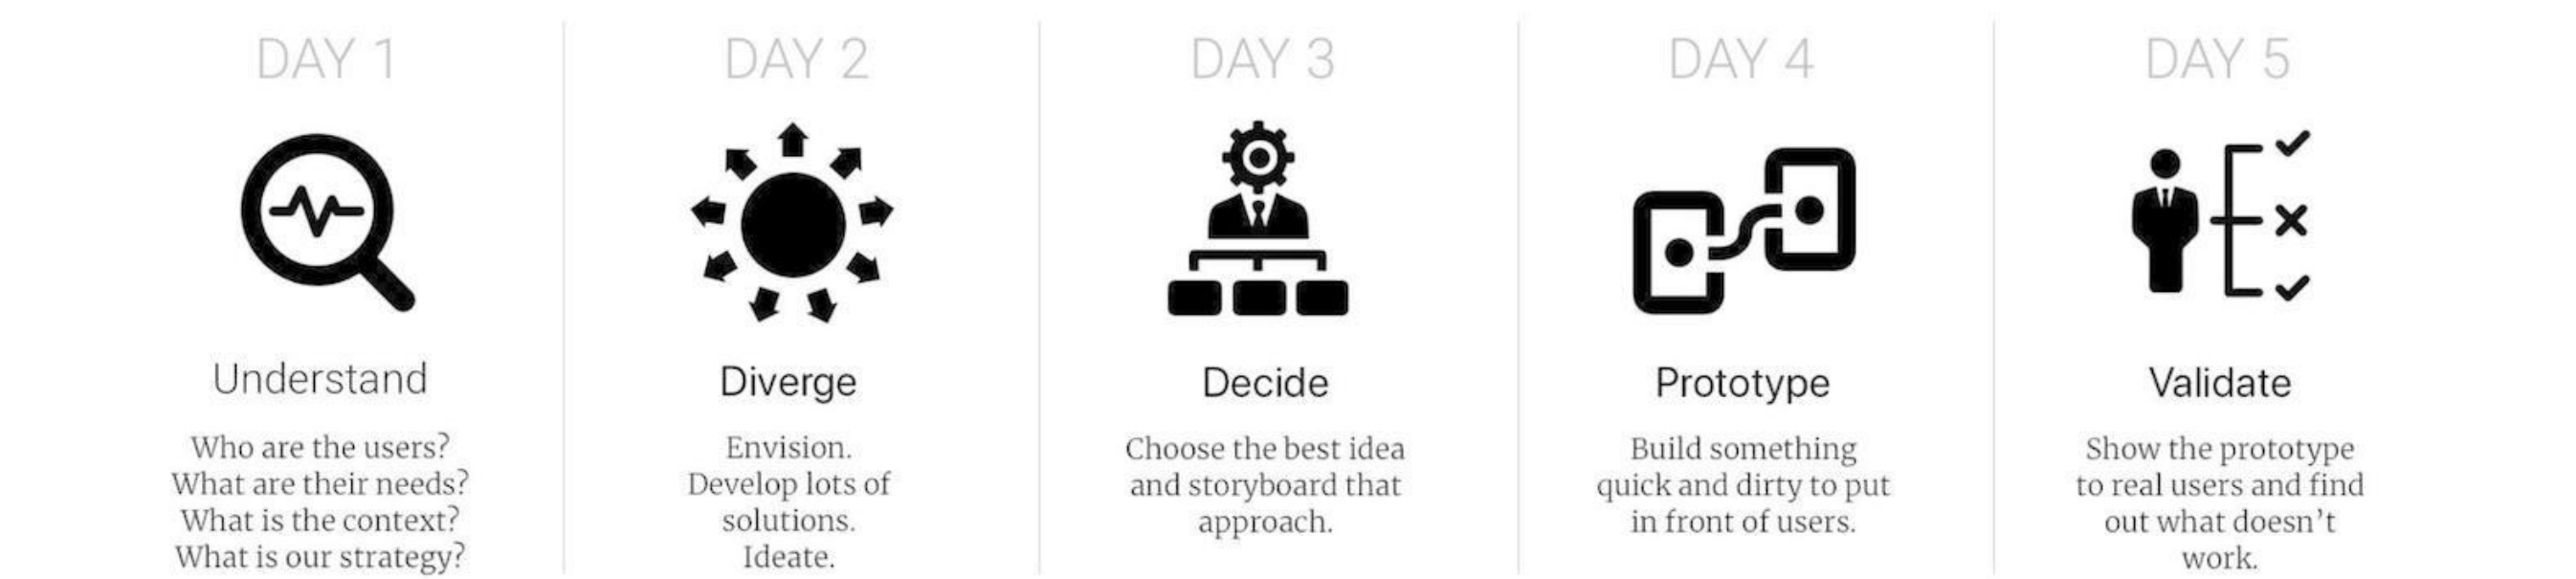 DAY 1
Understand
Who are the users?
What are their needs?
What is the context?
What is our strategy?
DAY 2
Diverge
Envision.
Develop lots of
solutions.
Ideate.
DAY 3
Decide
Choose the best idea
and storyboard that
approach.
DAY 4
Prototype
Build something
quick and dirty to put
in front of users.
DAY 5
Validate
Show the prototype
to real users and find
out what doesn't
work.